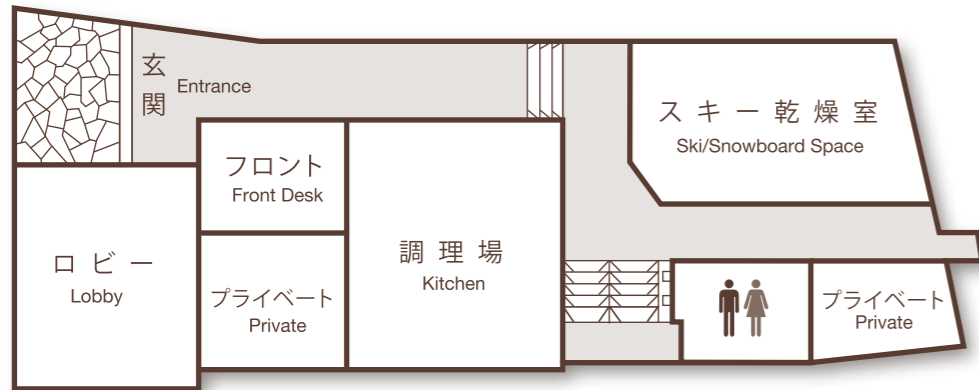 玄関
Entrance
スキー乾燥室
Ski/Snowboard Space
フロント
Front Desk
ロビー
Lobby
調理場
Kitchen
プライベート
Private
プライベート
Private